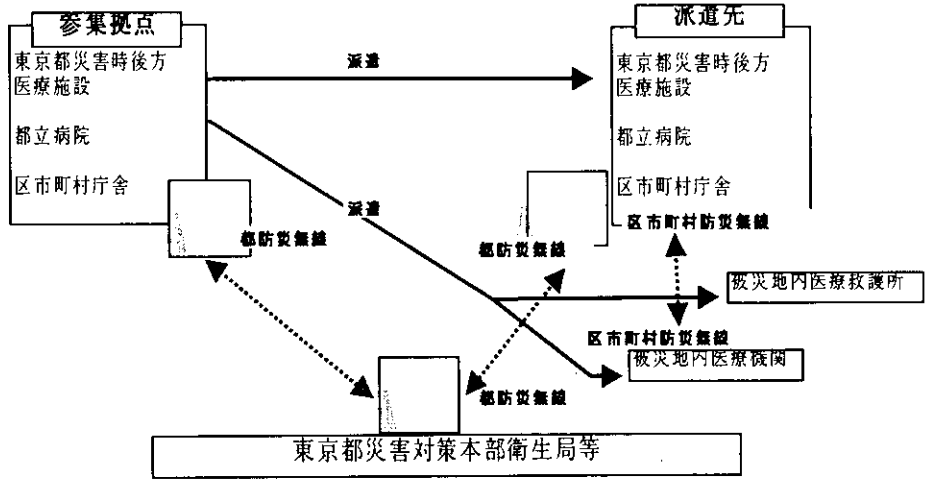 参集拠点
東京都災害時後方
医療施設
都立病院
区市町村庁舎
都防災無線
派遣
派遣
派遣先
東京都災害時後方
医療施設
都立病院
区市町村庁舎
区市町村防災無線
都防災無線
被災地内医療救護所
区市町村防災無線
被災地内医療機関
都防災無線
東京都災害対策本部衛生局等